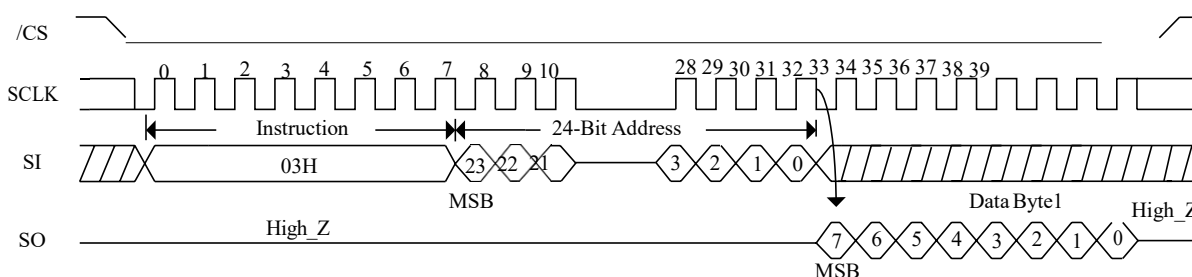 /CS
0 1 2 3 4 5 6 7 8 9 10 28 29 30 31 32 33 34 35 36 37 38 39
SCLK
Instruction 24-Bit Address
SI 03H 23 22 21 3 2 1 0
MSB Data Byte1
High_Z High_Z
SO 7 6 5 4 3 2 1 0
MSB